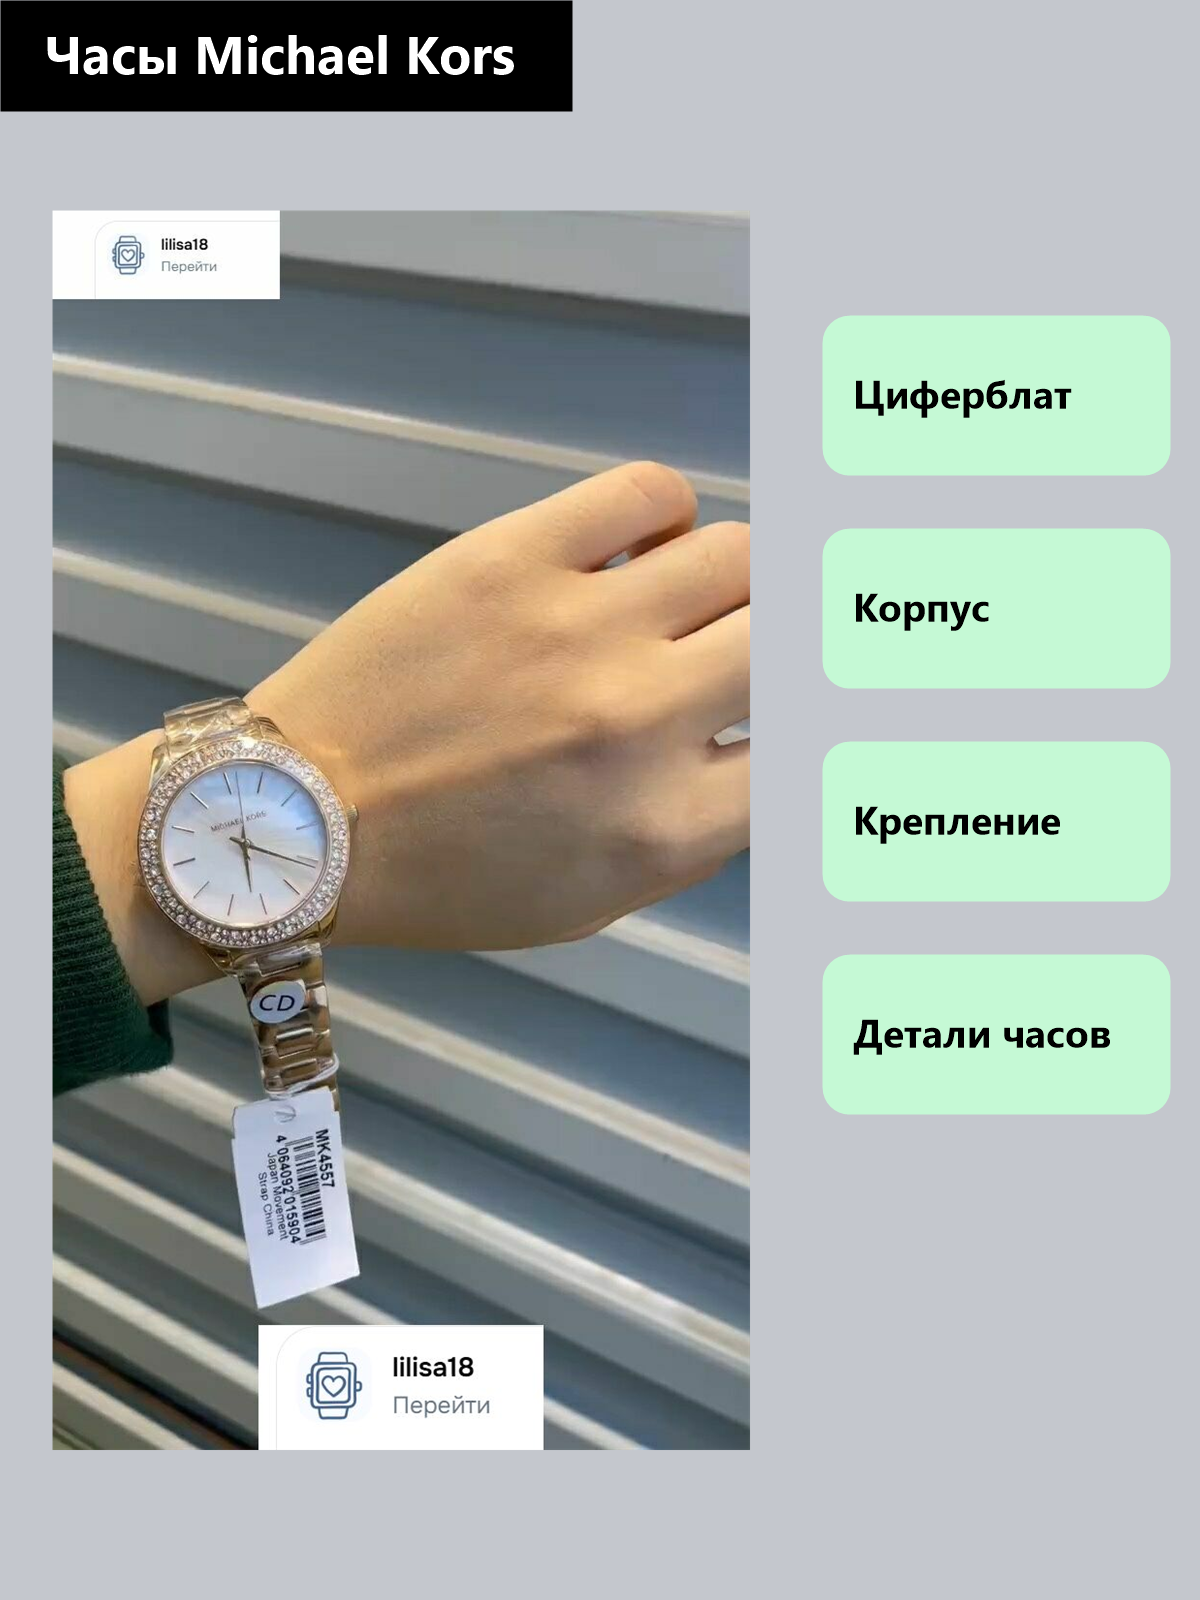 Часы Michael Kors
lilisa18
Перейти
Циферблат
Корпус
Крепление
Детали часов
MICHAEL KORS
CD
MK4557
4 064092 015904
Japan Movement
Strap China
lilisa18
Перейти